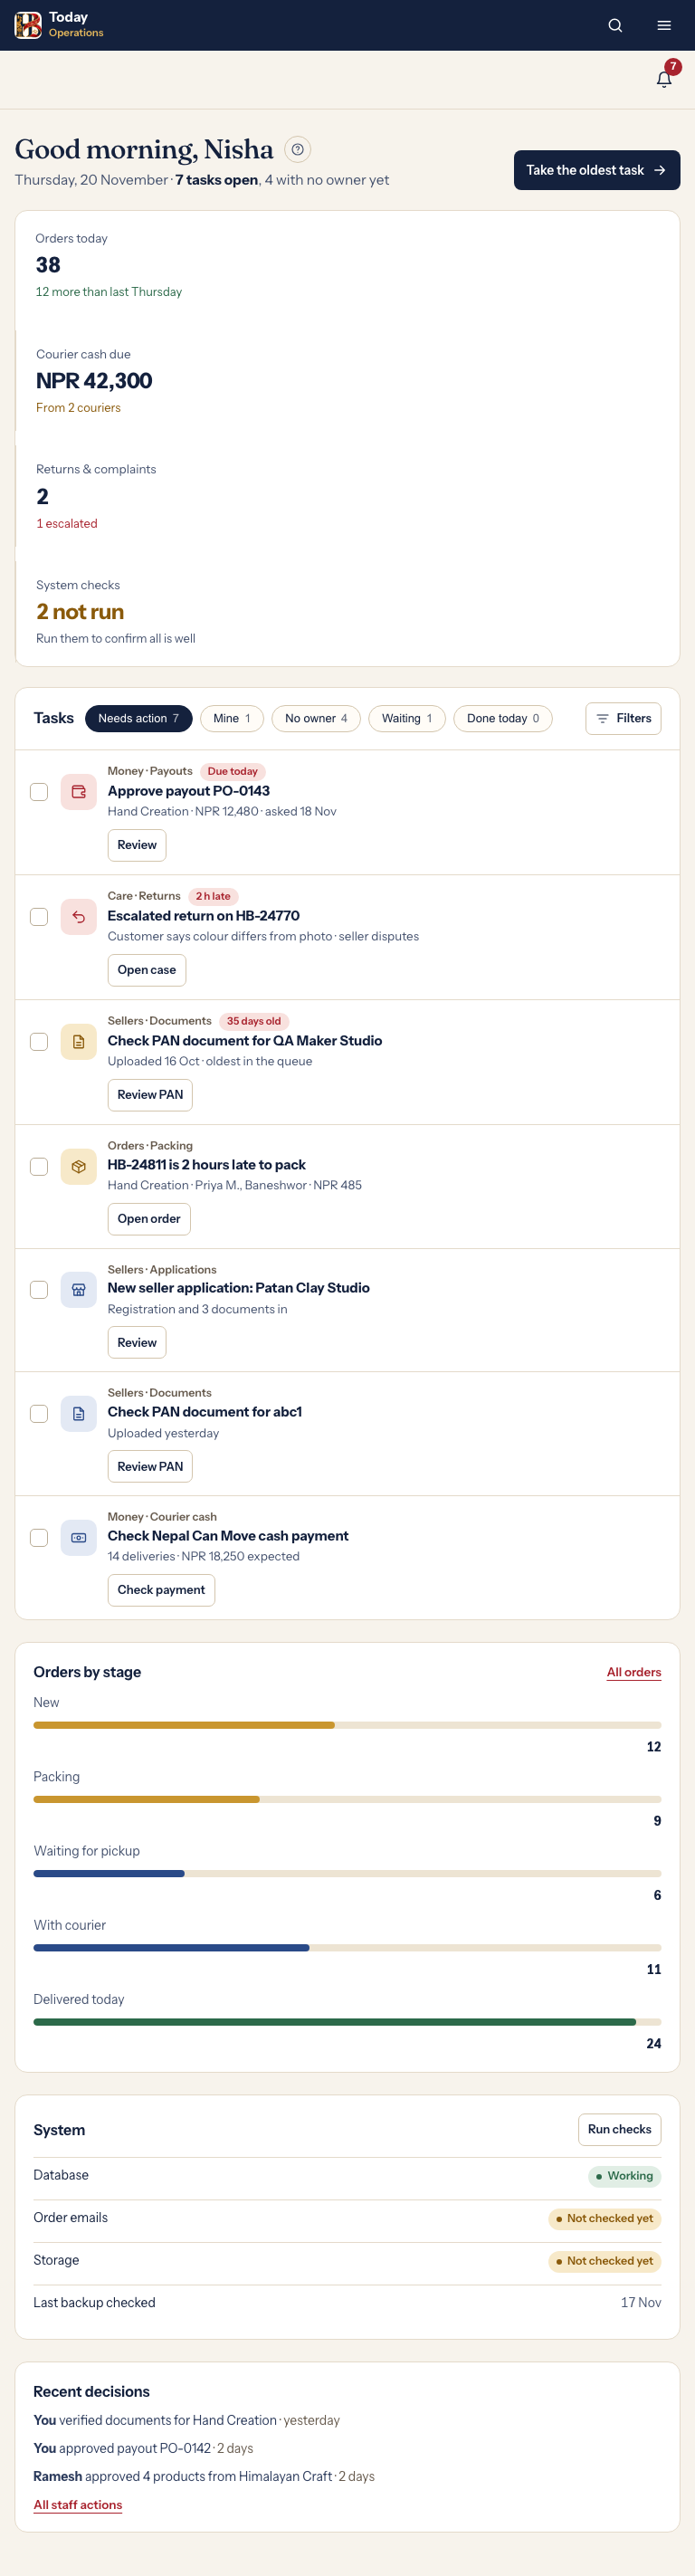 Today
Operations
7
Good morning, Nisha
Thursday, 20 November · 7 tasks open, 4 with no owner yet
Take the oldest task →
Orders today
38
12 more than last Thursday
Courier cash due
NPR 42,300
From 2 couriers
Returns & complaints
2
1 escalated
System checks
2 not run
Run them to confirm all is well
Tasks
Needs action 7
Mine 1
No owner 4
Waiting 1
Done today 0
Filters
Money · Payouts Due today
Approve payout PO-0143
Hand Creation · NPR 12,480 · asked 18 Nov
Review
Care · Returns 2 h late
Escalated return on HB-24770
Customer says colour differs from photo · seller disputes
Open case
Sellers · Documents 35 days old
Check PAN document for QA Maker Studio
Uploaded 16 Oct · oldest in the queue
Review PAN
Orders · Packing
HB-24811 is 2 hours late to pack
Hand Creation · Priya M., Baneshwor · NPR 485
Open order
Sellers · Applications
New seller application: Patan Clay Studio
Registration and 3 documents in
Review
Sellers · Documents
Check PAN document for abc1
Uploaded yesterday
Review PAN
Money · Courier cash
Check Nepal Can Move cash payment
14 deliveries · NPR 18,250 expected
Check payment
Orders by stage
All orders
New
12
Packing
9
Waiting for pickup
6
With courier
11
Delivered today
24
System
Run checks
Database
Working
Order emails
Not checked yet
Storage
Not checked yet
Last backup checked
17 Nov
Recent decisions
You verified documents for Hand Creation · yesterday
You approved payout PO-0142 · 2 days
Ramesh approved 4 products from Himalayan Craft · 2 days
All staff actions